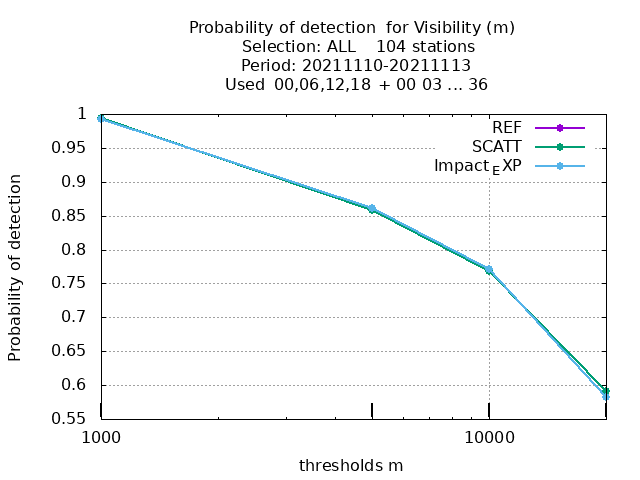 Probability of detection  for Visibility (m)
Selection: ALL    104 stations
Period: 20211110-20211113
Used  00,06,12,18  + 00 03 ... 36
REF
SCATT
Impact_EXP
1
0.95
0.9
0.85
0.8
0.75
0.7
0.65
0.6
0.55
Probability of detection
1000
10000
thresholds m